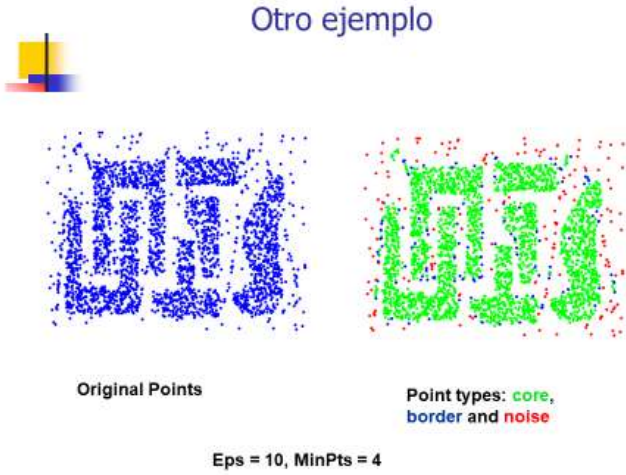 Otro ejemplo
Original Points
Point types: core,
border and noise
Eps = 10, MinPts = 4